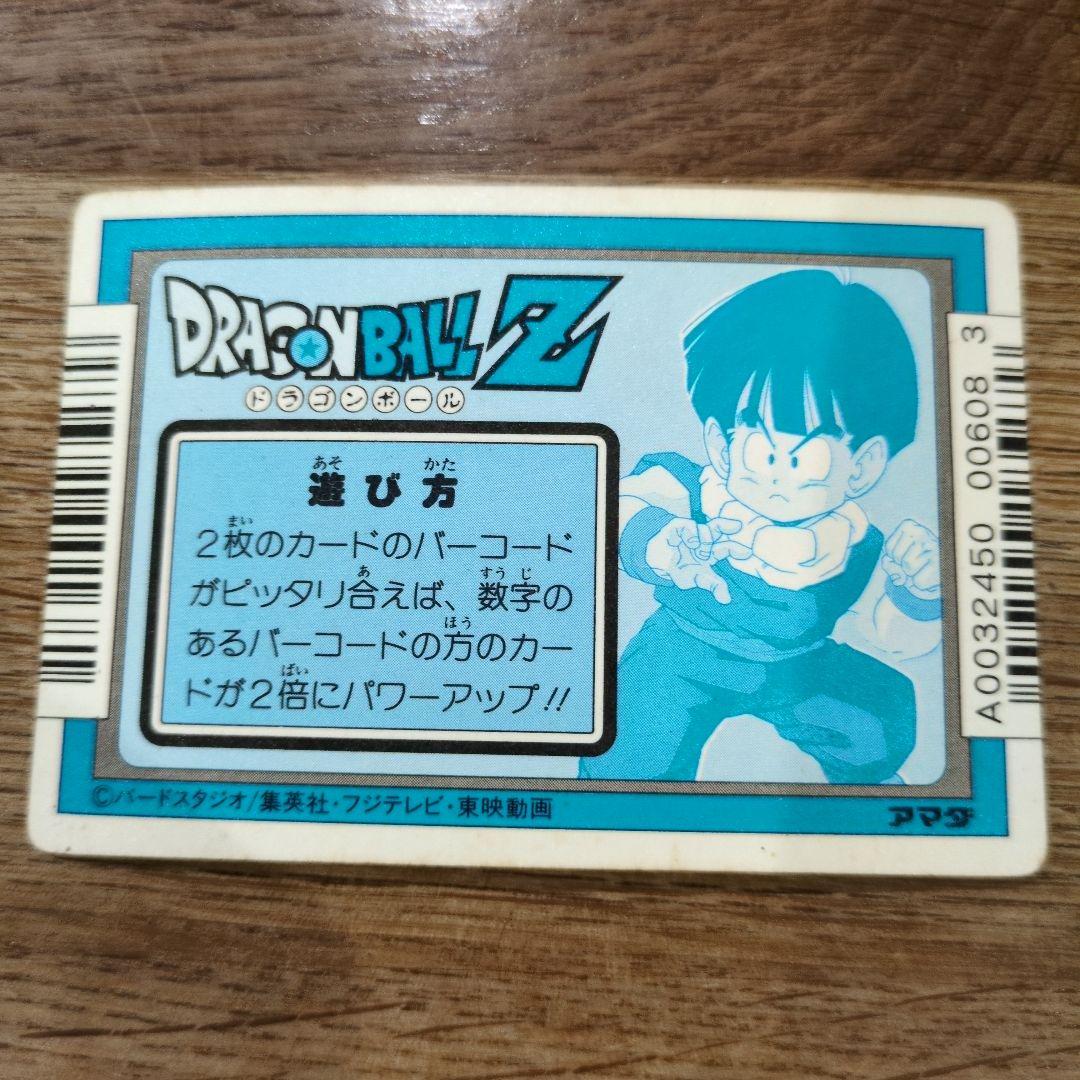 DRAGON BALL Z
ドラゴンボール
遊び方
あそ かた
2枚のカードのバーコード
まい
がピッタリ合えば、数字の
あ すうじ
あるバーコードの方のカー
ほう
ドが2倍にパワーアップ!!
ばい
©バードスタジオ/集英社・フジテレビ・東映動画
アマダ
A0032450 00608 3